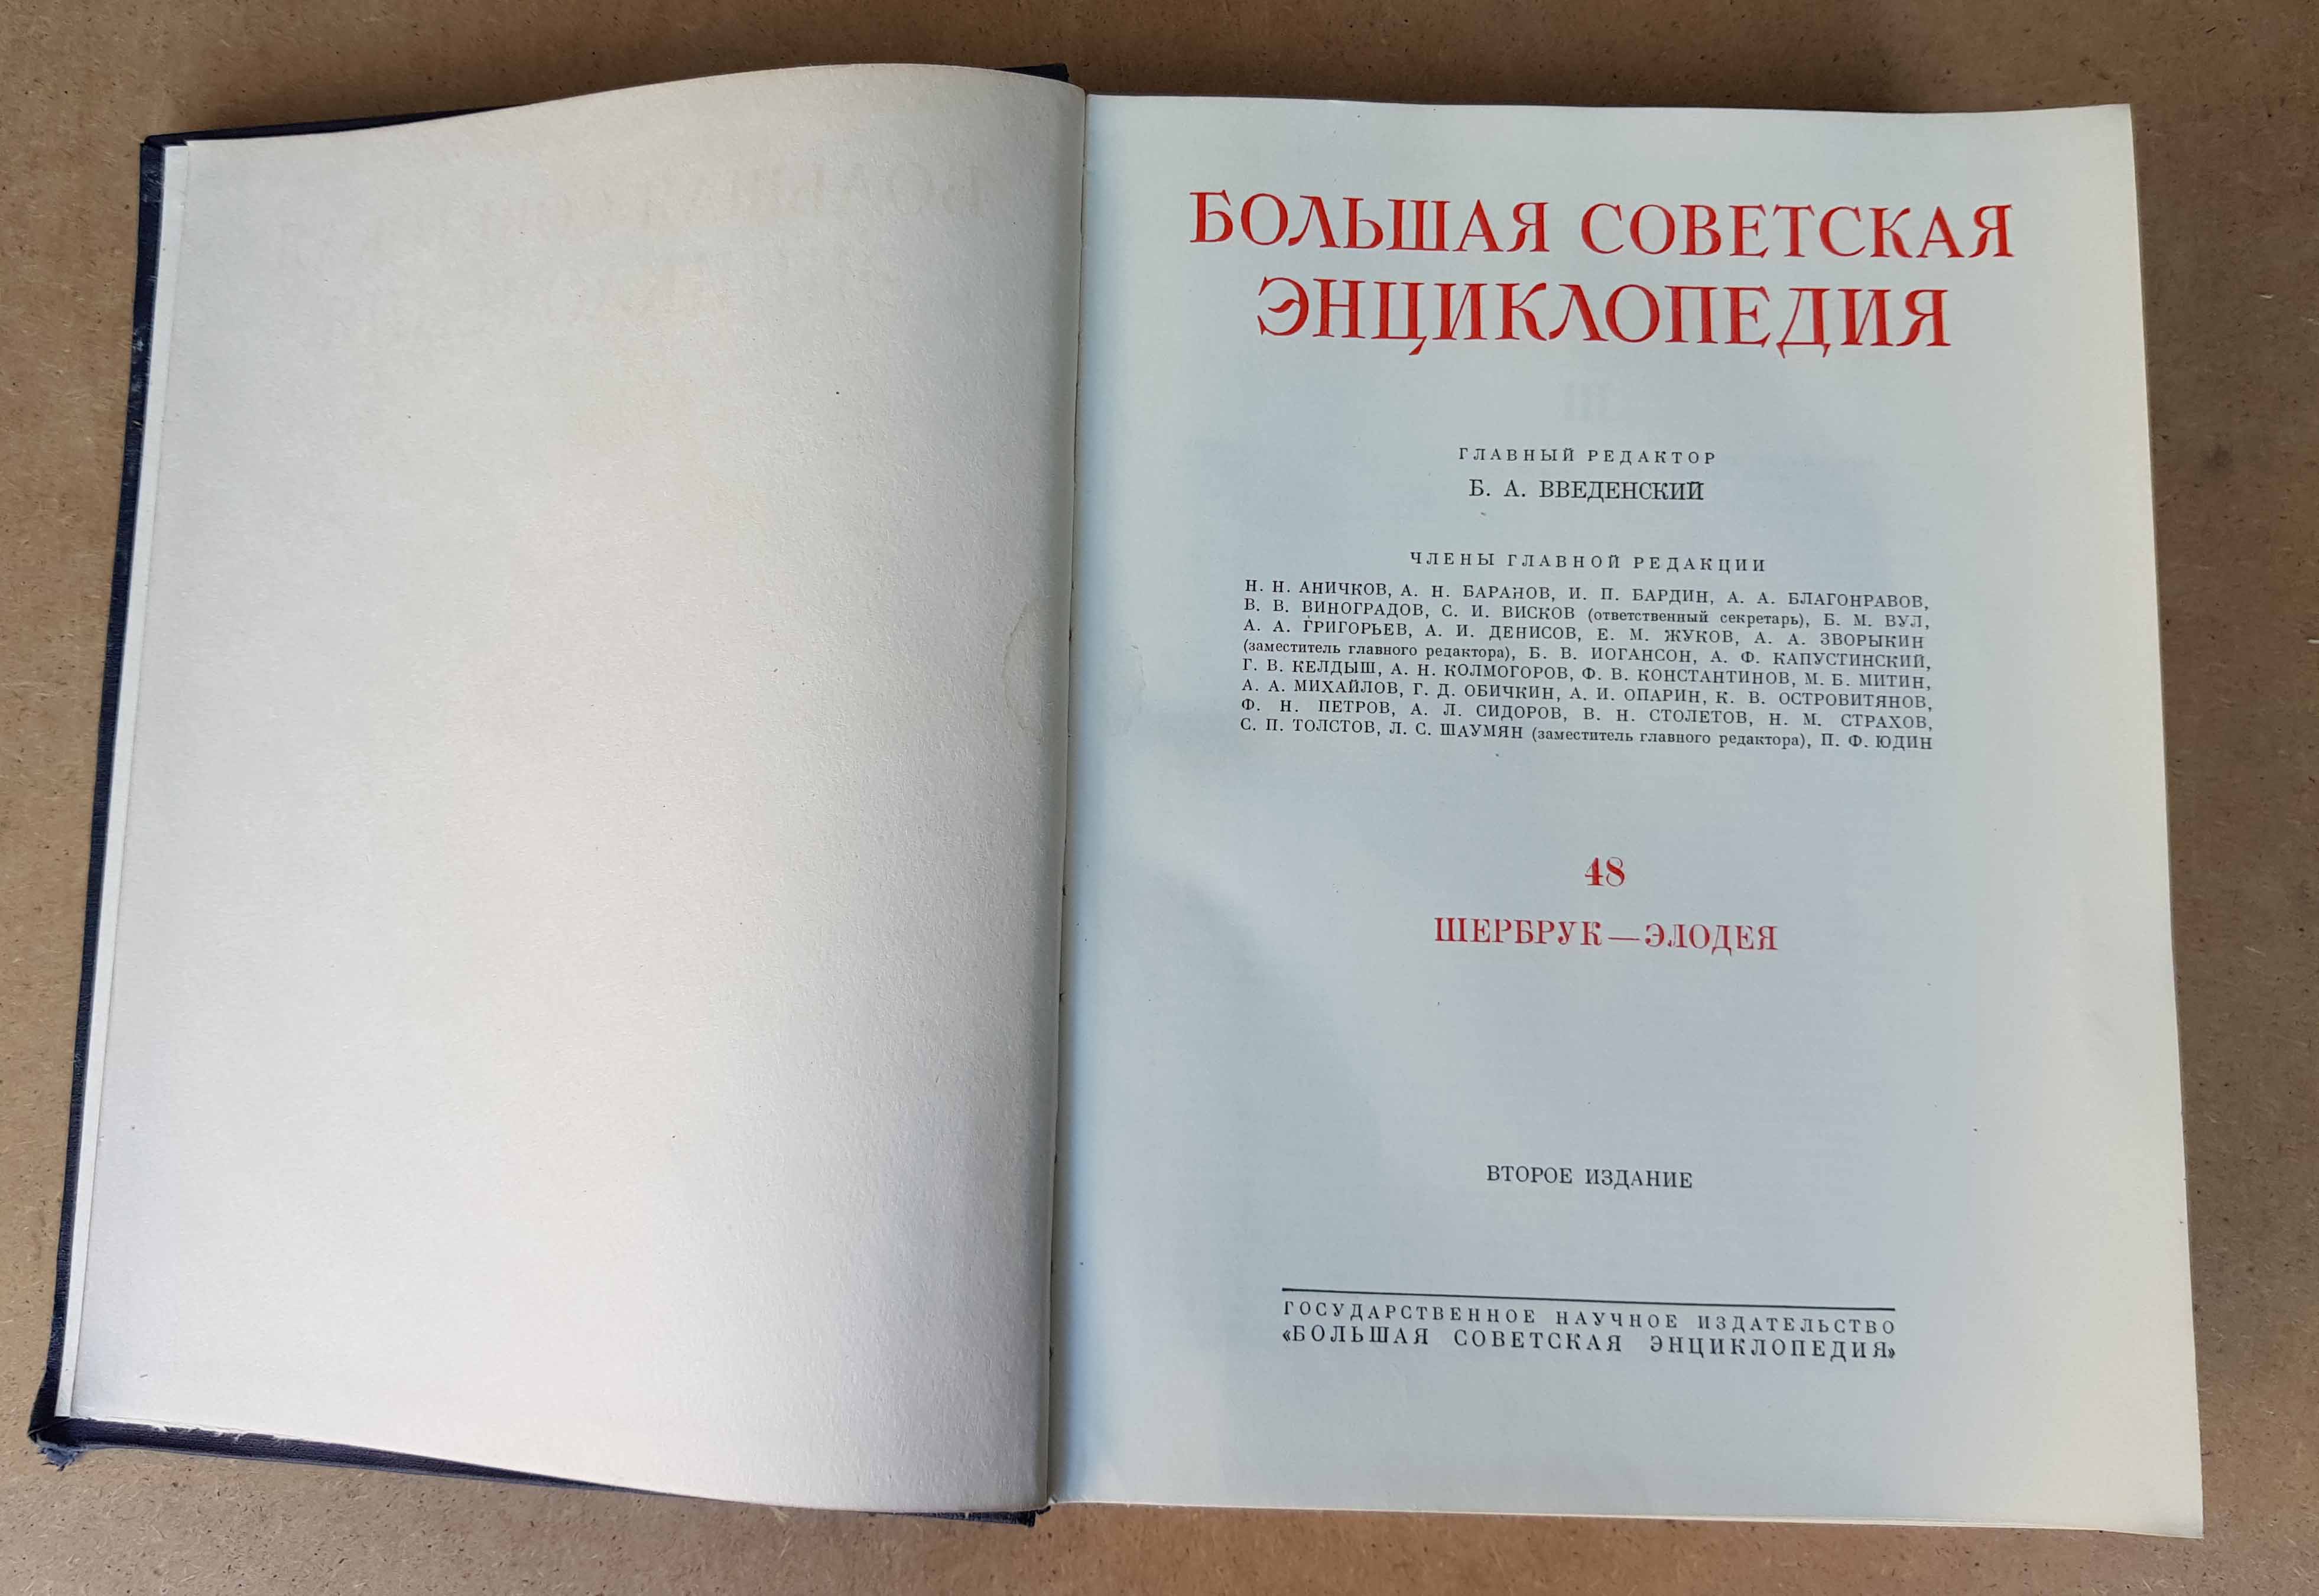 БОЛЬШАЯ СОВЕТСКАЯ
ЭНЦИКЛОПЕДИЯ
ГЛАВНЫЙ РЕДАКТОР
Б. А. ВВЕДЕНСКИЙ
ЧЛЕНЫ ГЛАВНОЙ РЕДАКЦИИ
Н. Н. АНИЧКОВ, А. Н. БАРАНОВ, И. П. БАРДИН, А. А. БЛАГОНРАВОВ,
В. В. ВИНОГРАДОВ, С. И. ВИСКОВ (ответственный секретарь), Б. М. ВУЛ,
А. А. ГРИГОРЬЕВ, А. И. ДЕНИСОВ, Е. М. ЖУКОВ, А. А. ЗВОРЫКИН
(заместитель главного редактора), Б. В. ИОГАНСОН, А. Ф. КАПУСТИНСКИЙ,
Г. В. КЕЛДЫШ, А. Н. КОЛМОГОРОВ, Ф. В. КОНСТАНТИНОВ, М. Б. МИТИН,
А. А. МИХАЙЛОВ, Г. Д. ОБИЧКИН, А. И. ОПАРИН, К. В. ОСТРОВИТЯНОВ,
Ф. Н. ПЕТРОВ, А. Л. СИДОРОВ, В. Н. СТОЛЕТОВ, Н. М. СТРАХОВ,
С. П. ТОЛСТОВ, Л. С. ШАУМЯН (заместитель главного редактора), П. Ф. ЮДИН
48
ШЕРБРУК — ЭЛОДЕЯ
ВТОРОЕ ИЗДАНИЕ
ГОСУДАРСТВЕННОЕ НАУЧНОЕ ИЗДАТЕЛЬСТВО
«БОЛЬШАЯ СОВЕТСКАЯ ЭНЦИКЛОПЕДИЯ»